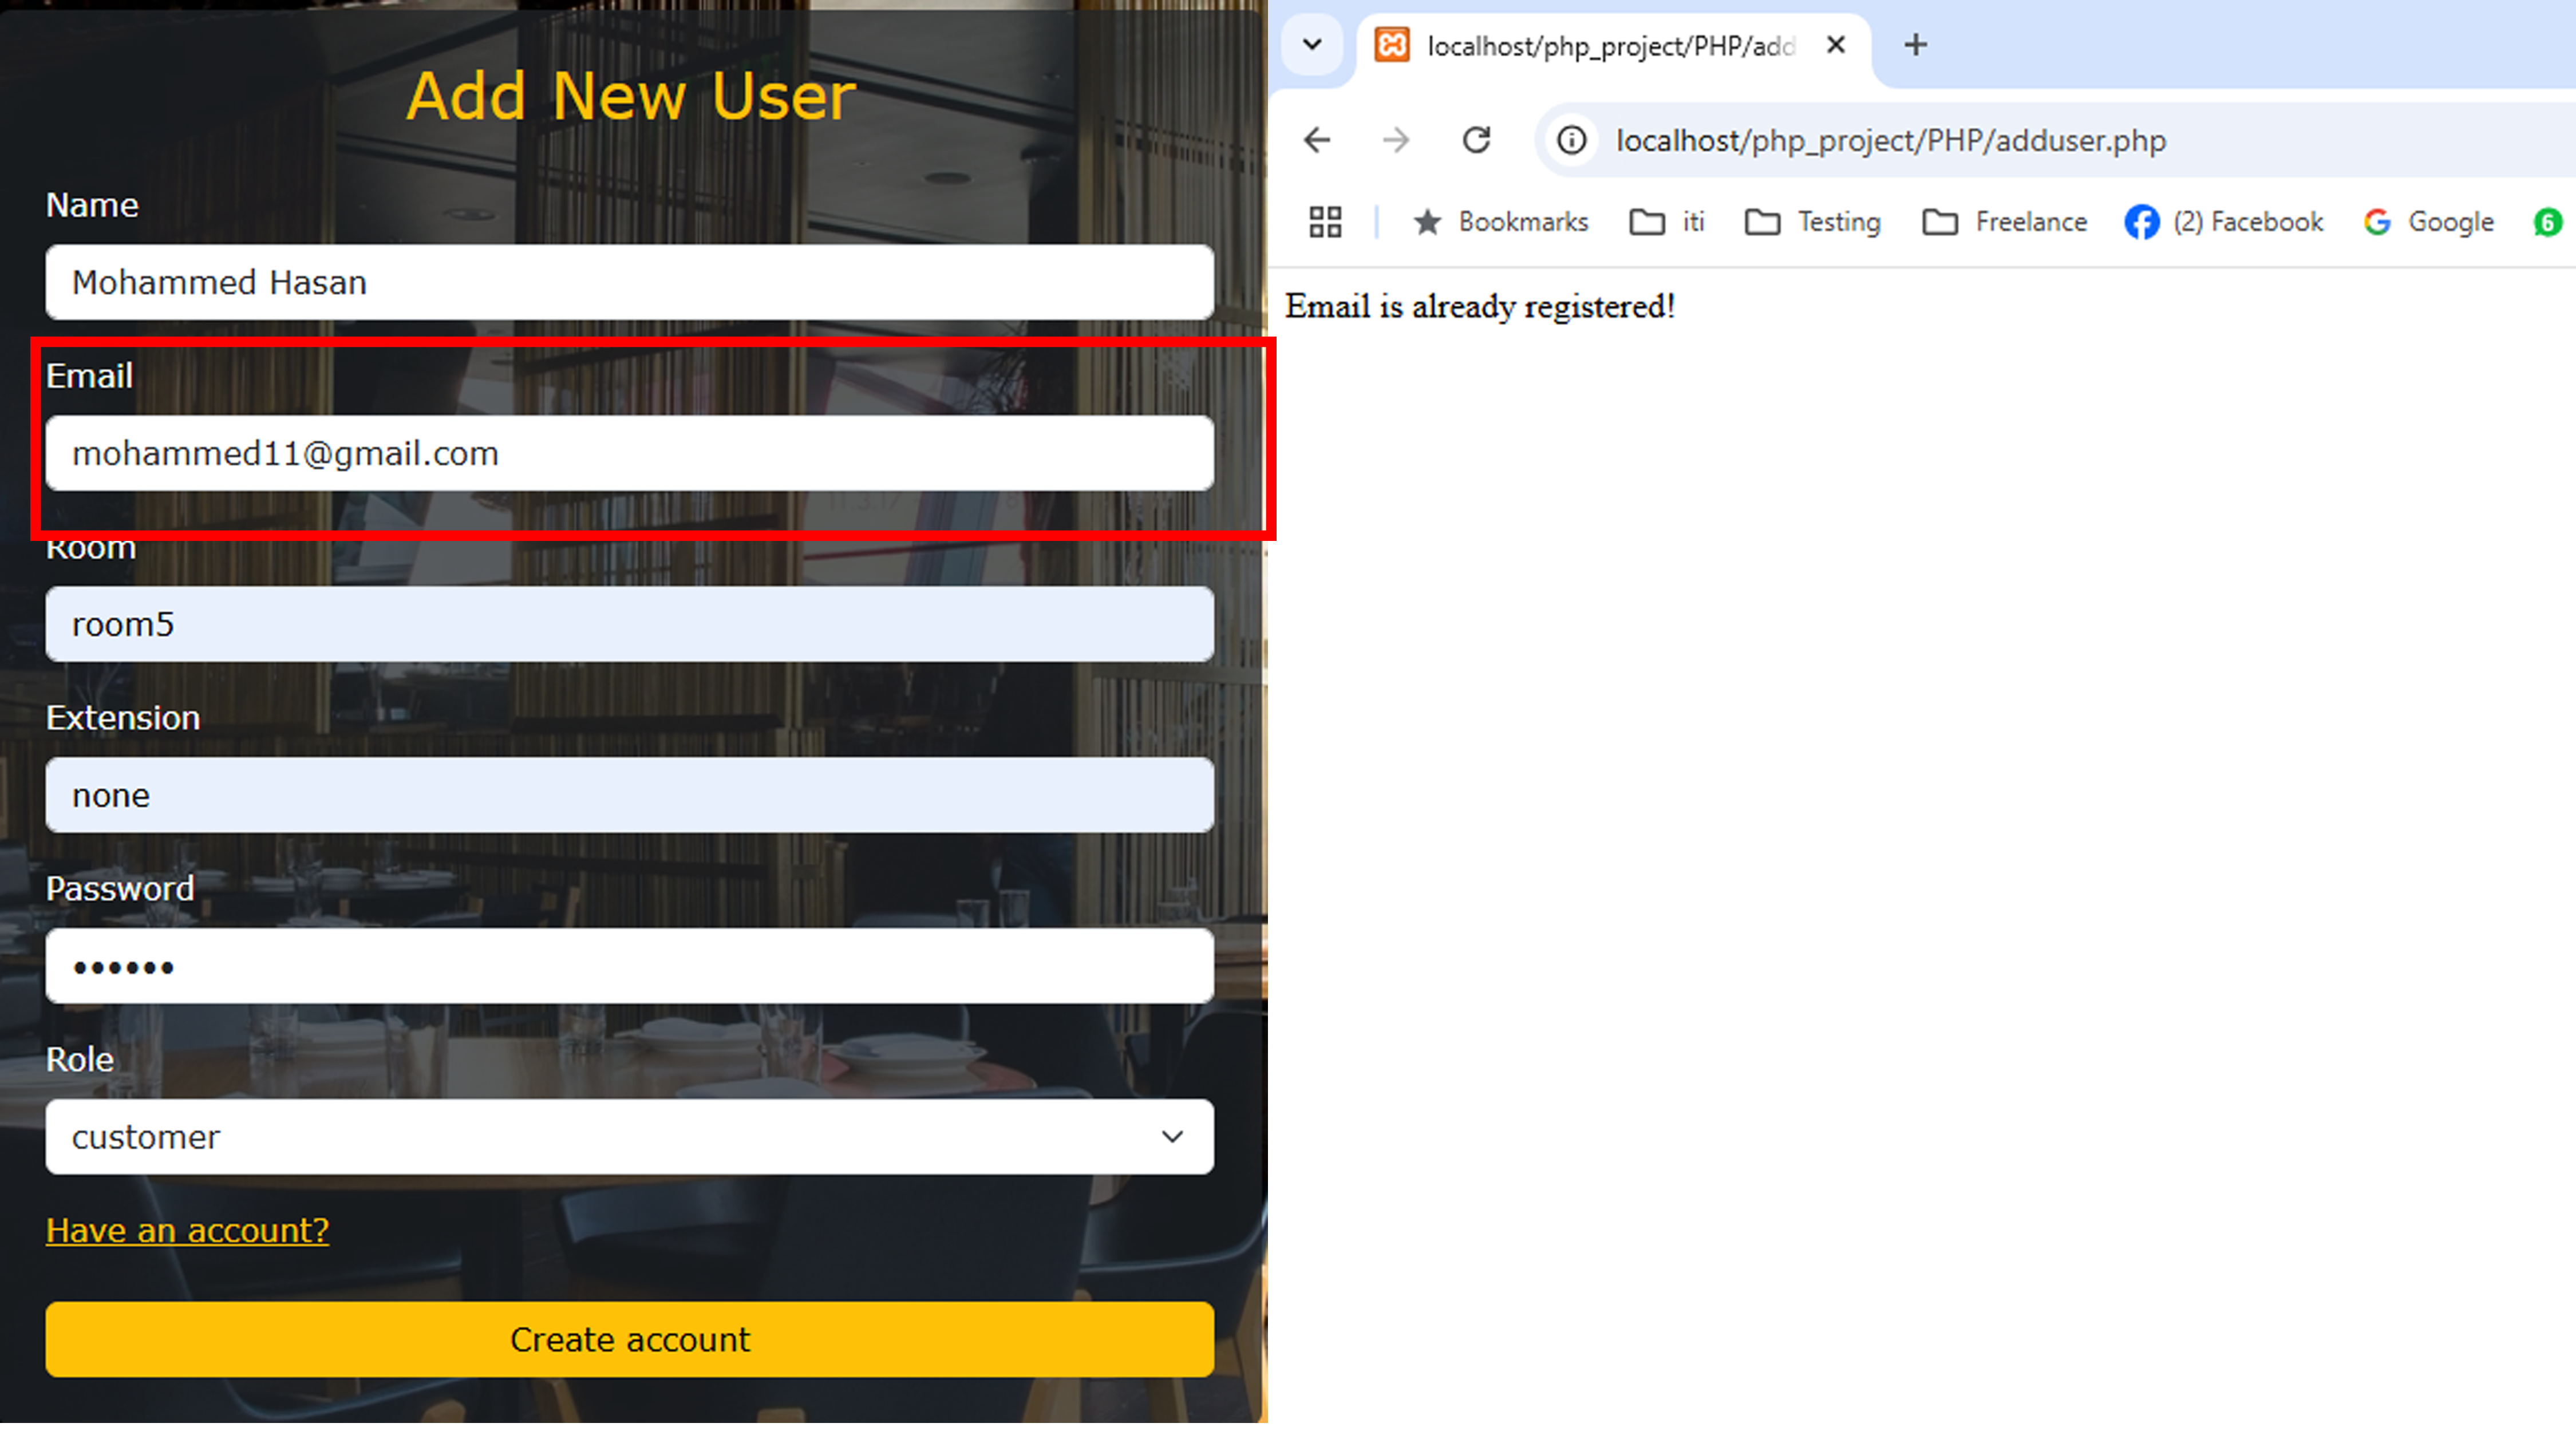 Add New User
Name
Mohammed Hasan
Email
mohammed11@gmail.com
Room
room5
Extension
none
Password
••••••
Role
customer
Have an account?
Create account
localhost/php_project/PHP/add
localhost/php_project/PHP/adduser.php
Bookmarks iti Testing Freelance (2) Facebook Google 6
Email is already registered!